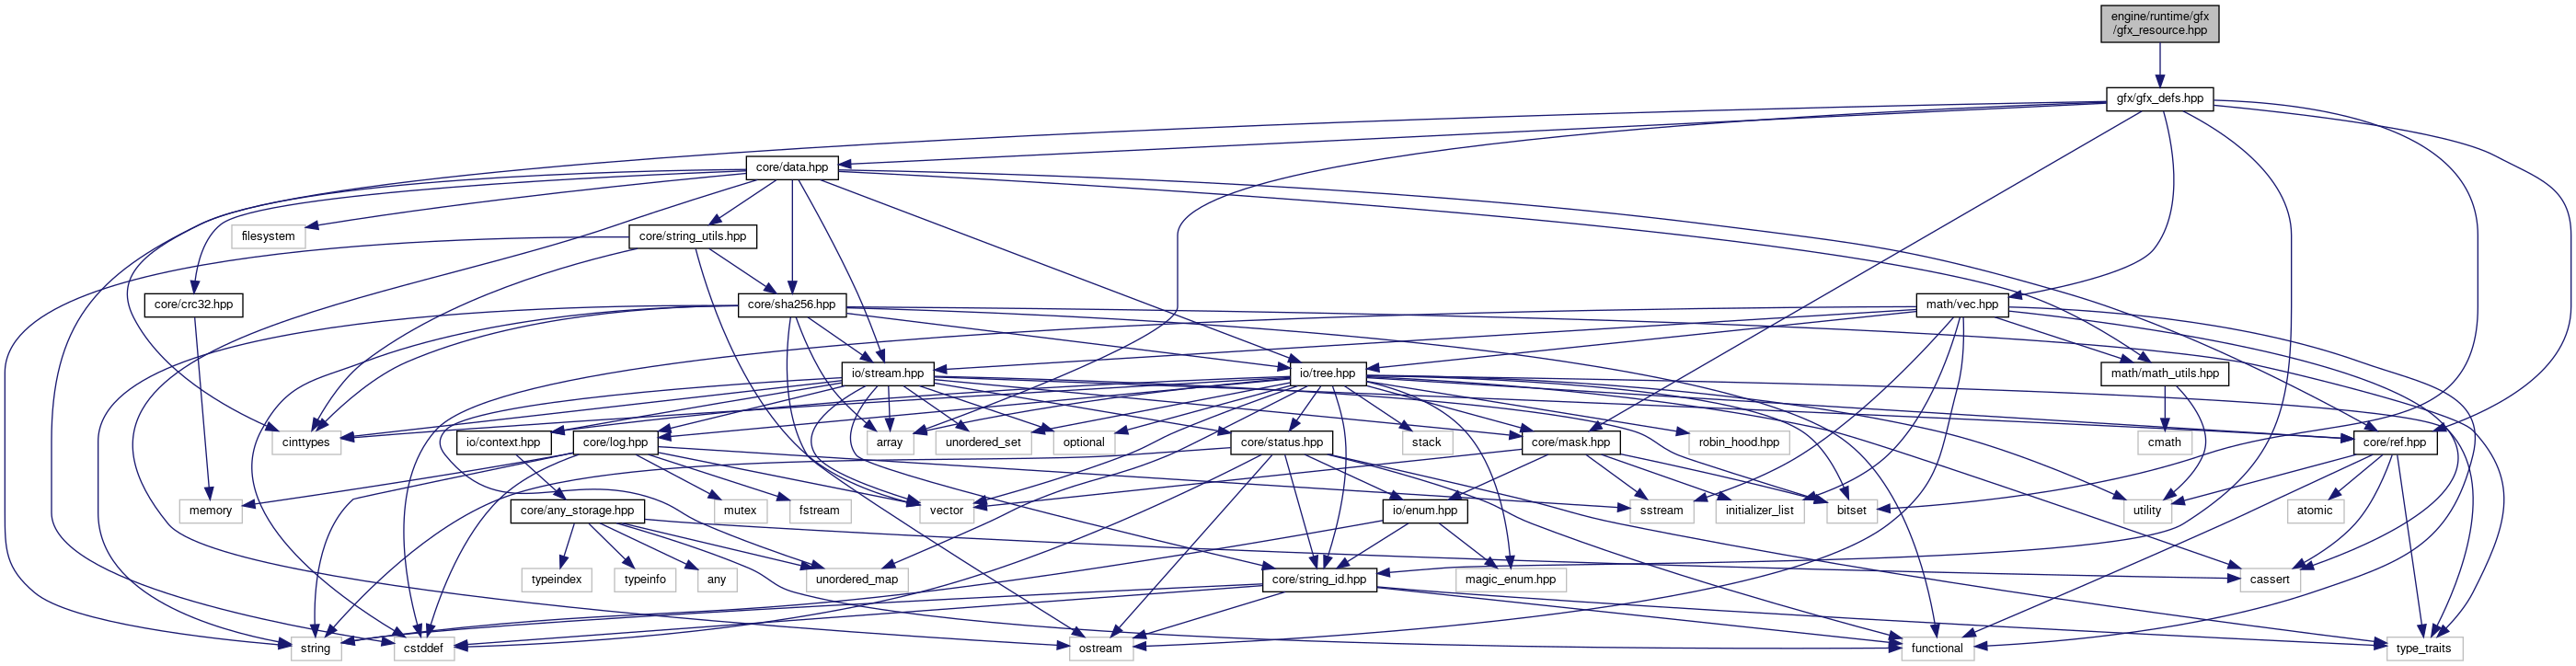 engine/runtime/gfx
/gfx_resource.hpp
gfx/gfx_defs.hpp
core/data.hpp
filesystem
core/string_utils.hpp
core/crc32.hpp
core/sha256.hpp
math/vec.hpp
io/stream.hpp
io/tree.hpp
math/math_utils.hpp
cinttypes
io/context.hpp
core/log.hpp
array
unordered_set
optional
core/status.hpp
stack
core/mask.hpp
robin_hood.hpp
cmath
core/ref.hpp
memory
core/any_storage.hpp
mutex
fstream
vector
io/enum.hpp
sstream
initializer_list
bitset
utility
atomic
typeindex
typeinfo
any
unordered_map
core/string_id.hpp
magic_enum.hpp
cassert
string
cstddef
ostream
functional
type_traits